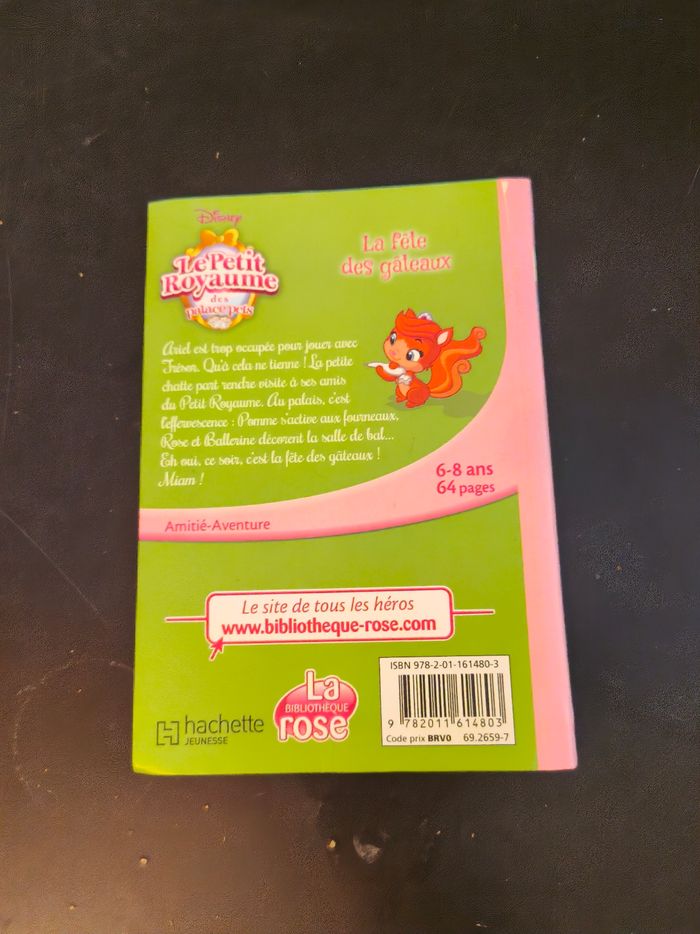 Disney
Le Petit
Royaume
des
palace pets
La fête
des gâteaux
Ariel est trop occupée pour jouer avec
Trésor. Qu'à cela ne tienne ! La petite
chatte part rendre visite à ses amis
du Petit Royaume. Au palais, c'est
l'effervescence : Pomme s'active aux fourneaux,
Rose et Ballerine décorent la salle de bal...
Eh oui, ce soir, c'est la fête des gâteaux !
Miam !
6-8 ans
64 pages
Amitié-Aventure
Le site de tous les héros
www.bibliotheque-rose.com
hachette
JEUNESSE
La
BIBLIOTHÈQUE
rose
ISBN 978-2-01-161480-3
9 782011 614803
Code prix BRV0 69.2659-7